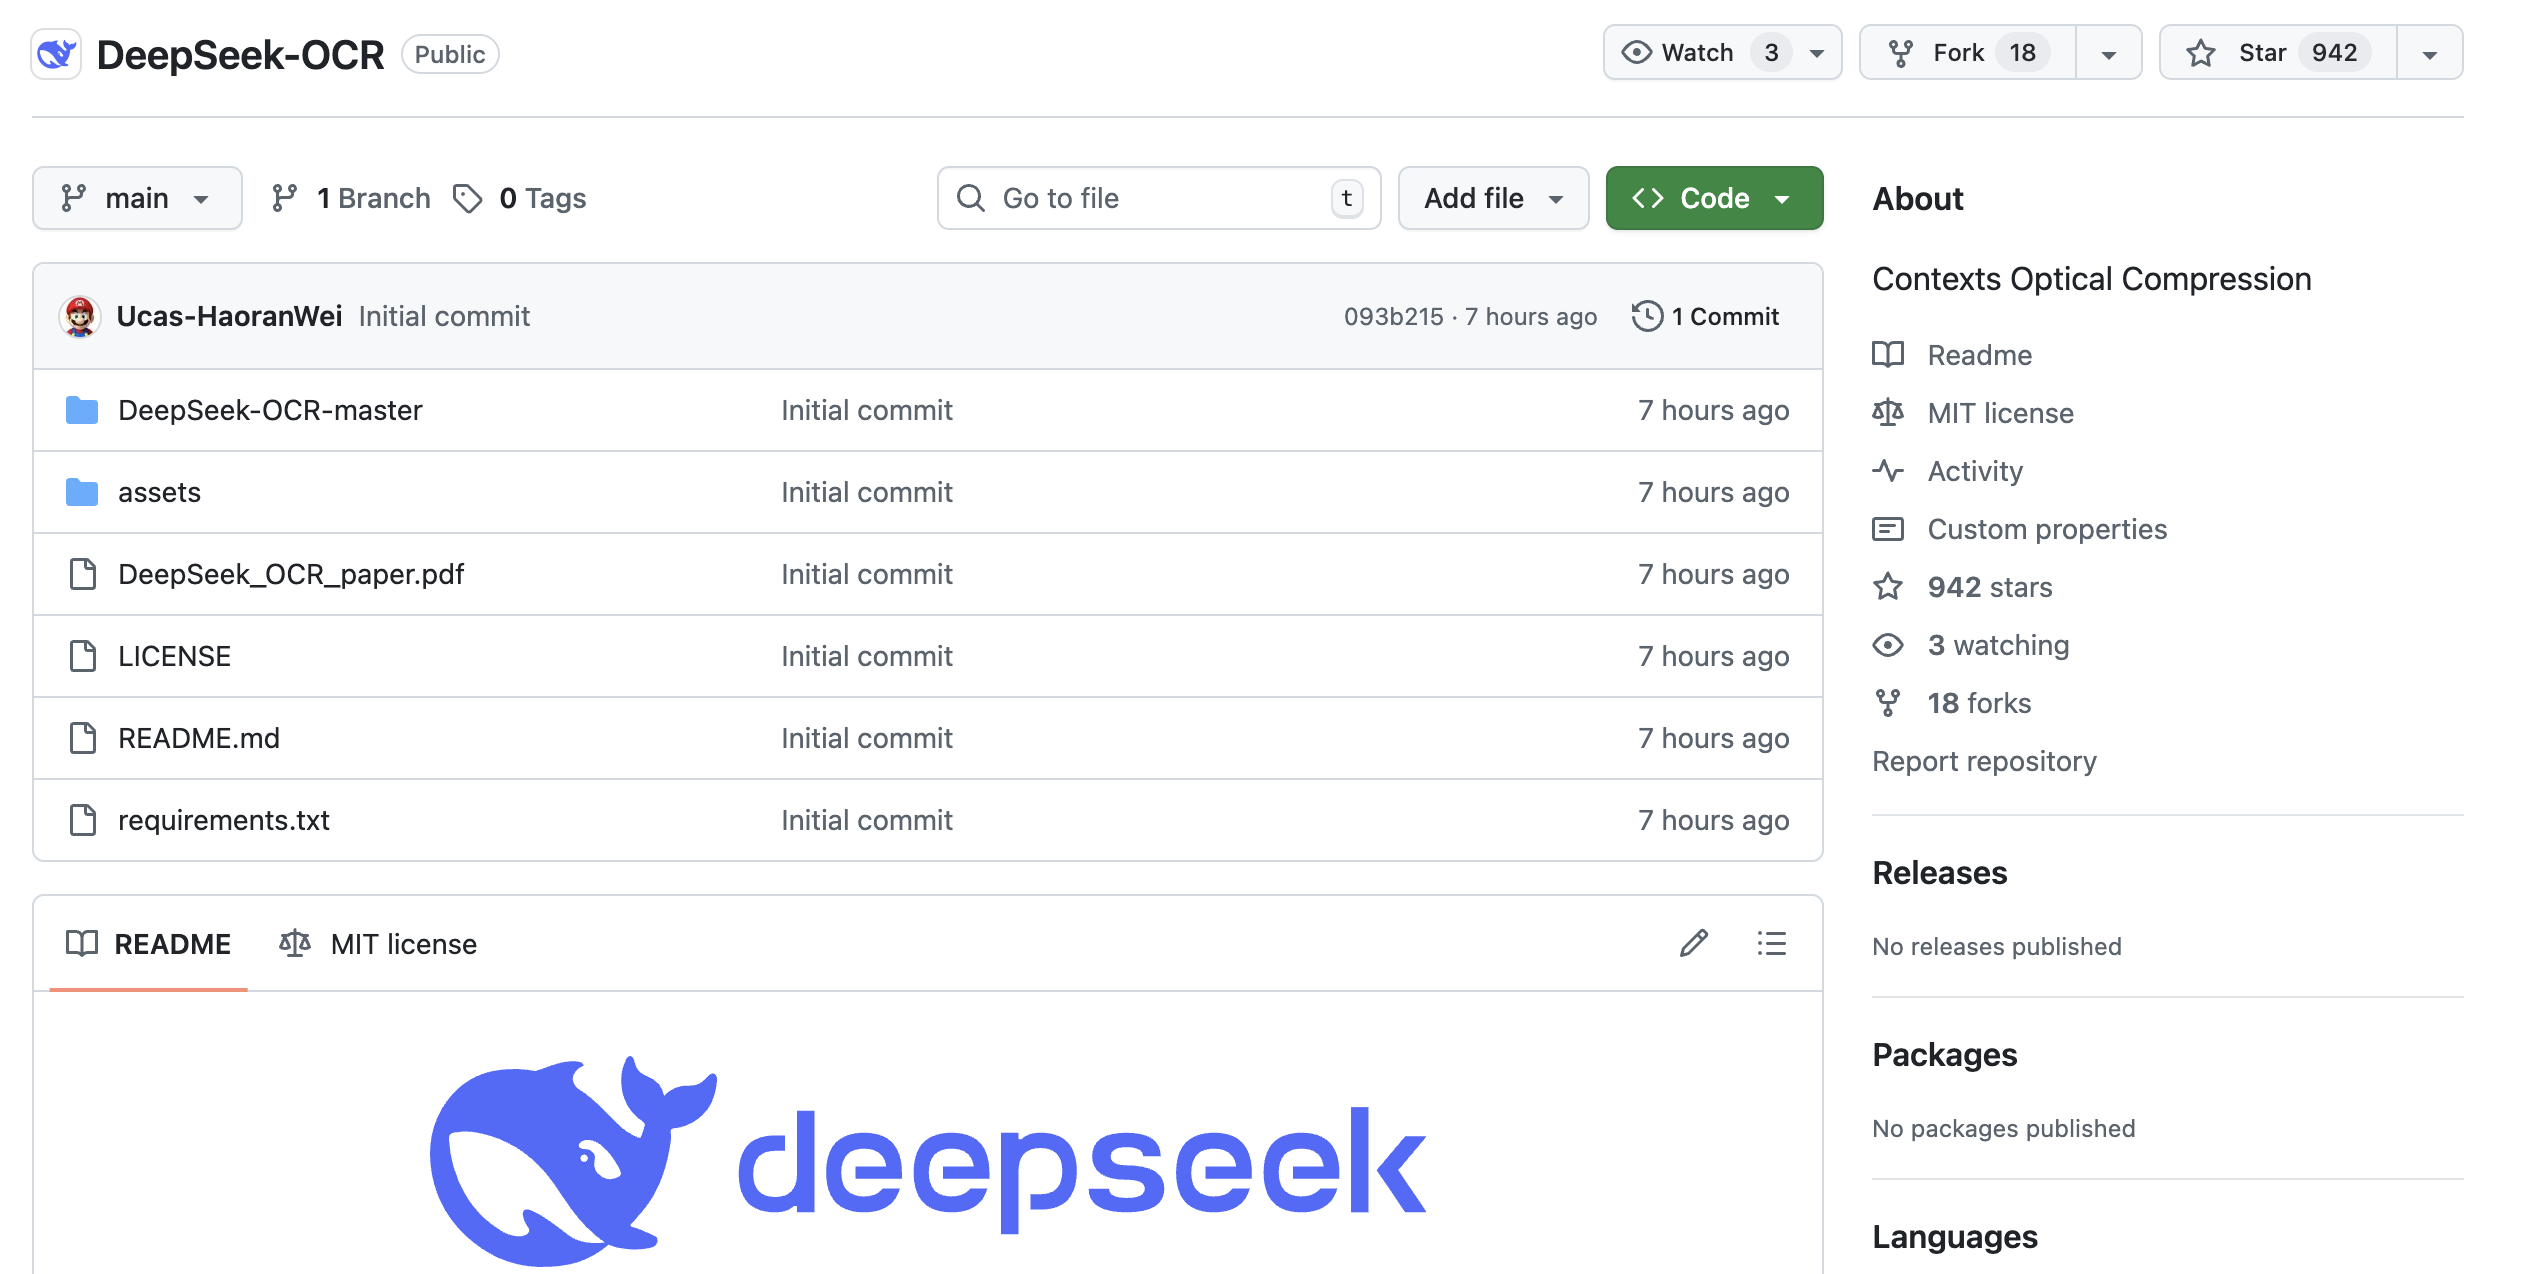 DeepSeek-OCR Public
Watch 3
Fork 18
Star 942
main
1 Branch
0 Tags
Go to file t
Add file
Code
Ucas-HaoranWei Initial commit 093b215 · 7 hours ago 1 Commit
DeepSeek-OCR-master Initial commit 7 hours ago
assets Initial commit 7 hours ago
DeepSeek_OCR_paper.pdf Initial commit 7 hours ago
LICENSE Initial commit 7 hours ago
README.md Initial commit 7 hours ago
requirements.txt Initial commit 7 hours ago
README MIT license
deepseek
About
Contexts Optical Compression
Readme
MIT license
Activity
Custom properties
942 stars
3 watching
18 forks
Report repository
Releases
No releases published
Packages
No packages published
Languages